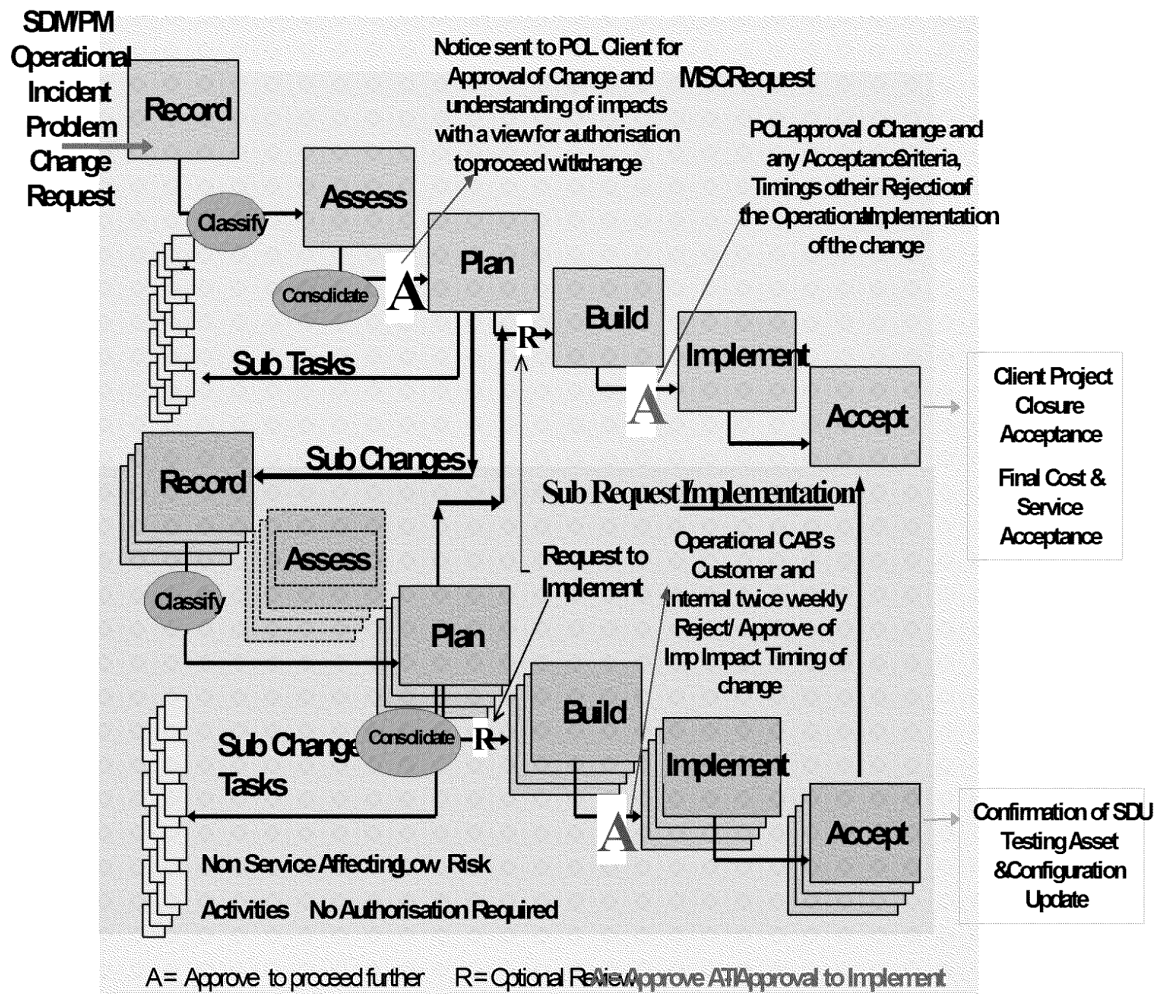 SDM/PM
Operational
Incident
Problem
Change
Request
Record
Classify
Assess
Consolidate
A
Notice sent to POL Client for
Approval of Change and
understanding of impacts
with a view for authorisation
to proceed with change
MSC Request
POL approval of Change and
any Acceptance Criteria,
Timings or their Rejection of
the Operational Implementation
of the change
Plan
R
Build
A
Implement
Accept
Client Project
Closure
Acceptance
Final Cost &
Service
Acceptance
Sub Tasks
Sub Changes
Record
Classify
Assess
Plan
Consolidate
R
Request to
Implement
Sub Request Implementation
Operational CAB's
Customer and
Internal twice weekly
Reject/ Approve of
Imp Impact Timing of
change
Build
A
Implement
Accept
Confirmation of SDU
Testing Asset
& Configuration
Update
Sub Change
Tasks
Non Service Affecting Low Risk
Activities No Authorisation Required
A = Approve to proceed further R = Optional Review A = Approve ATI Approval to Implement